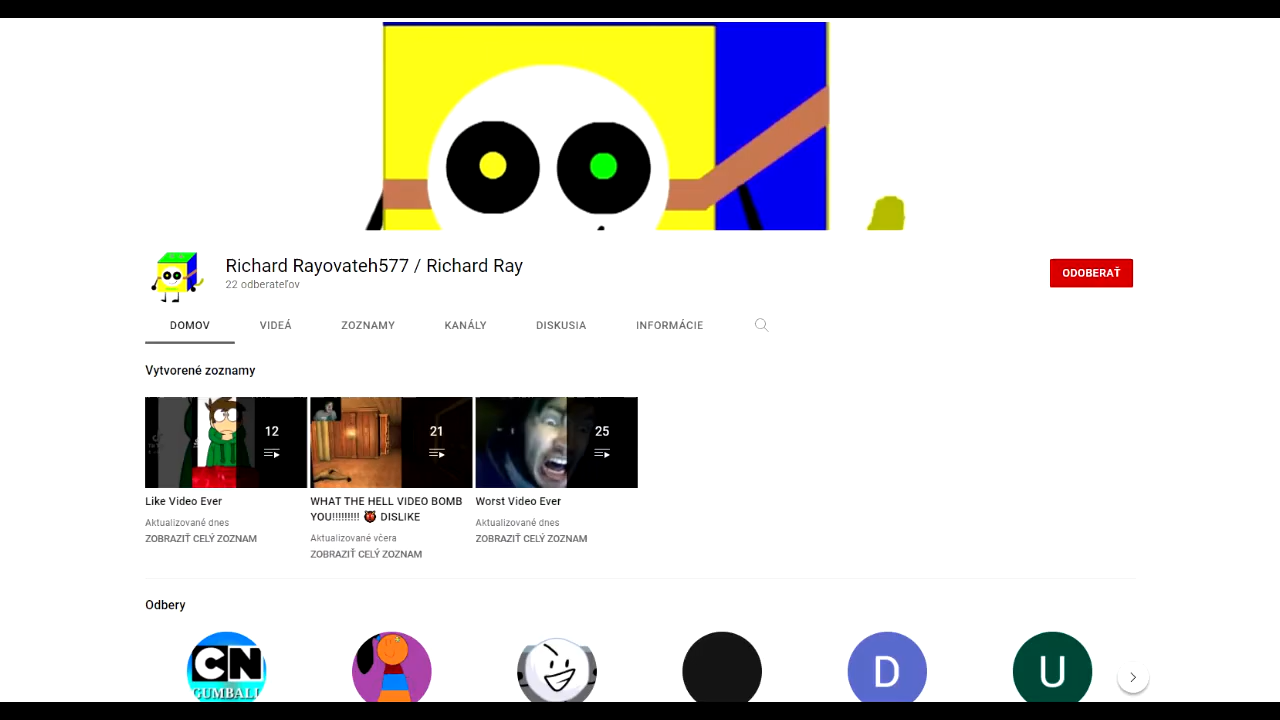 Richard Rayovateh577 / Richard Ray
22 odberateľov
ODOBERAŤ
DOMOV
VIDEÁ
ZOZNAMY
KANÁLY
DISKUSIA
INFORMÁCIE
Vytvorené zoznamy
12
21
25
Like Video Ever
Aktualizované dnes
ZOBRAZIŤ CELÝ ZOZNAM
WHAT THE HELL VIDEO BOMB
YOU!!!!!!!!! 👹 DISLIKE
Aktualizované včera
ZOBRAZIŤ CELÝ ZOZNAM
Worst Video Ever
Aktualizované dnes
ZOBRAZIŤ CELÝ ZOZNAM
Odbery
CN
GUMBALL
D
U